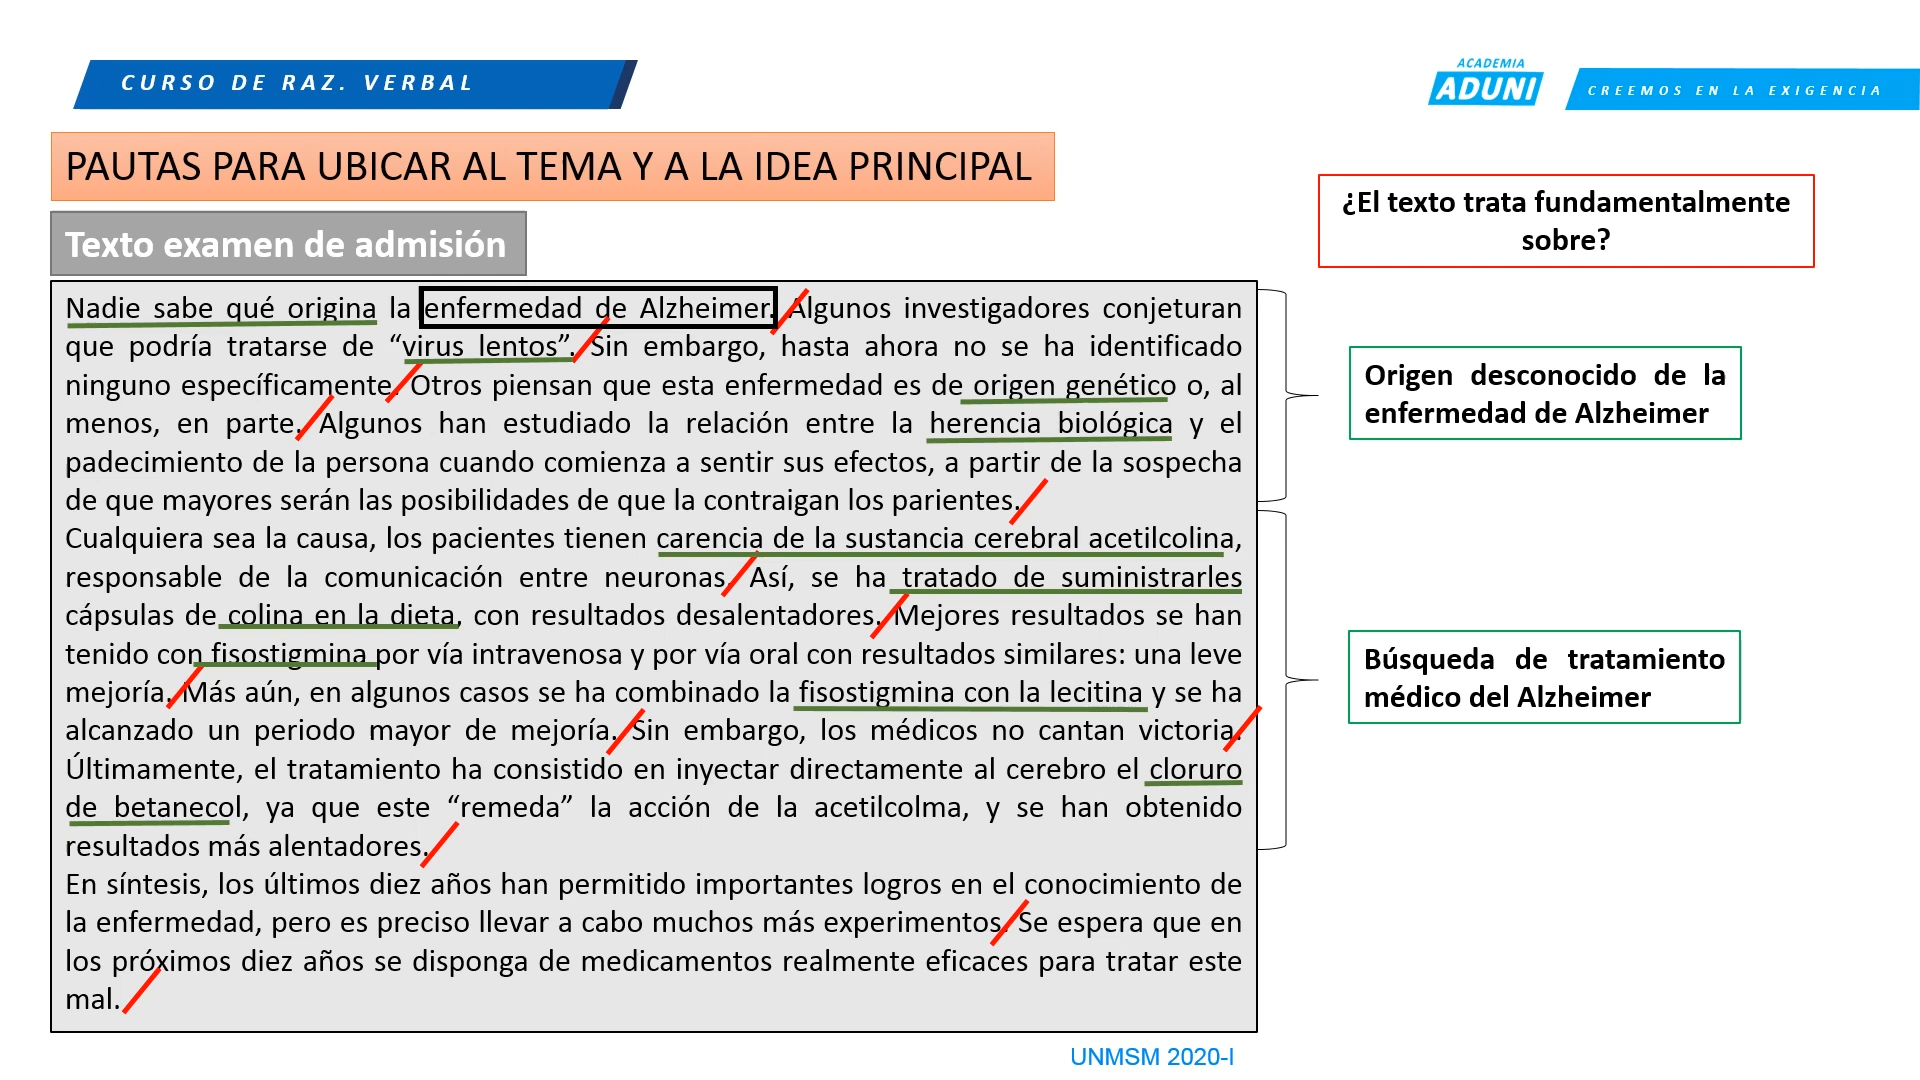 CURSO DE RAZ. VERBAL
ACADEMIA
ADUNI
CREEMOS EN LA EXIGENCIA
PAUTAS PARA UBICAR AL TEMA Y A LA IDEA PRINCIPAL
Texto examen de admisión
¿El texto trata fundamentalmente
sobre?
Nadie sabe qué origina la enfermedad de Alzheimer. Algunos investigadores conjeturan
que podría tratarse de “virus lentos”. Sin embargo, hasta ahora no se ha identificado
ninguno específicamente. Otros piensan que esta enfermedad es de origen genético o, al
menos, en parte. Algunos han estudiado la relación entre la herencia biológica y el
padecimiento de la persona cuando comienza a sentir sus efectos, a partir de la sospecha
de que mayores serán las posibilidades de que la contraigan los parientes.
Cualquiera sea la causa, los pacientes tienen carencia de la sustancia cerebral acetilcolina,
responsable de la comunicación entre neuronas. Así, se ha tratado de suministrarles
cápsulas de colina en la dieta, con resultados desalentadores. Mejores resultados se han
tenido con fisostigmina por vía intravenosa y por vía oral con resultados similares: una leve
mejoría. Más aún, en algunos casos se ha combinado la fisostigmina con la lecitina y se ha
alcanzado un periodo mayor de mejoría. Sin embargo, los médicos no cantan victoria.
Últimamente, el tratamiento ha consistido en inyectar directamente al cerebro el cloruro
de betanecol, ya que este “remeda” la acción de la acetilcolma, y se han obtenido
resultados más alentadores.
En síntesis, los últimos diez años han permitido importantes logros en el conocimiento de
la enfermedad, pero es preciso llevar a cabo muchos más experimentos. Se espera que en
los próximos diez años se disponga de medicamentos realmente eficaces para tratar este
mal.
Origen desconocido de la
enfermedad de Alzheimer
Búsqueda de tratamiento
médico del Alzheimer
UNMSM 2020-I